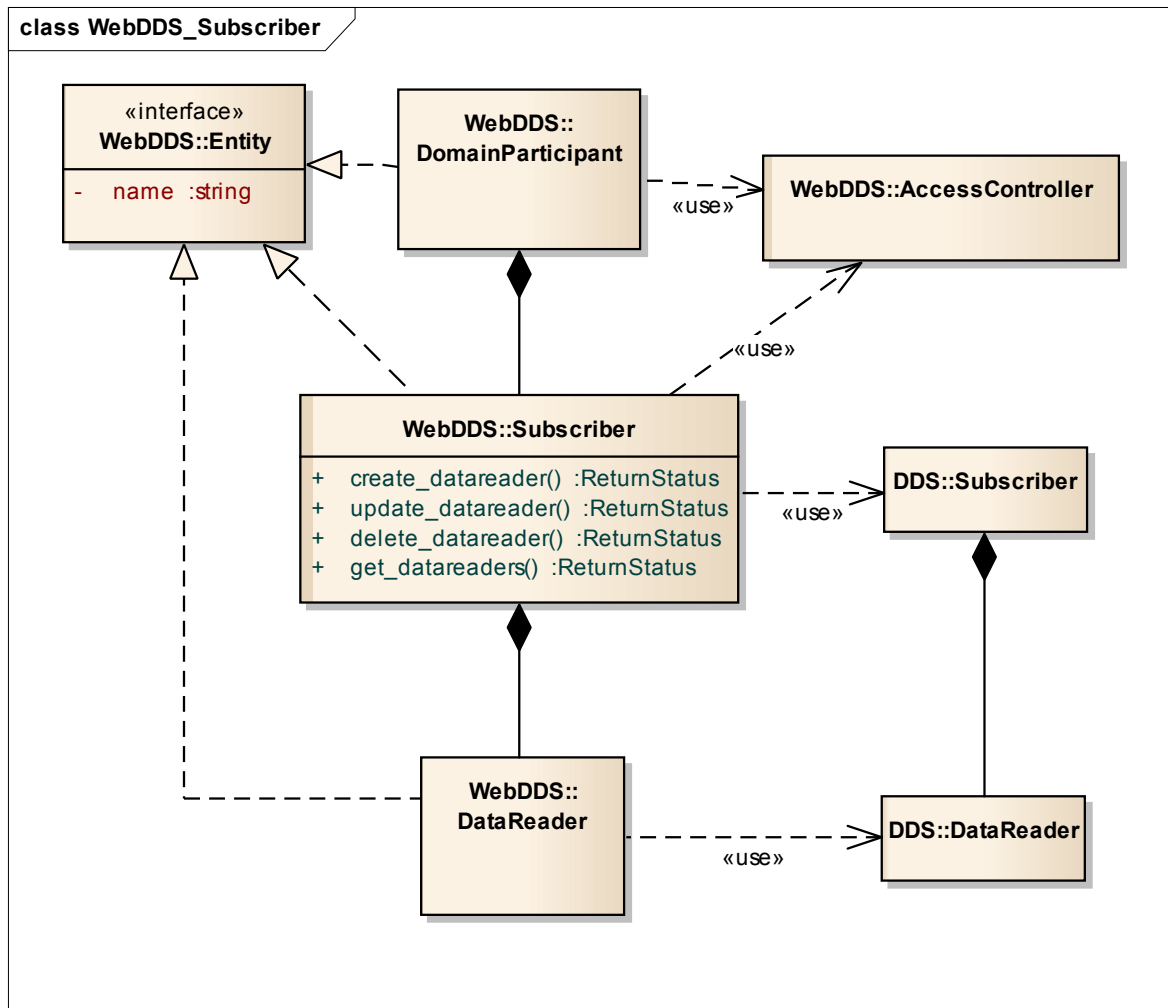 class WebDDS_Subscriber
«interface»
WebDDS::Entity
- name :string
WebDDS::
DomainParticipant
WebDDS::AccessController
«use»
«use»
WebDDS::Subscriber
+ create_datareader() :ReturnStatus
+ update_datareader() :ReturnStatus
+ delete_datareader() :ReturnStatus
+ get_datareaders() :ReturnStatus
DDS::Subscriber
«use»
WebDDS::
DataReader
DDS::DataReader
«use»